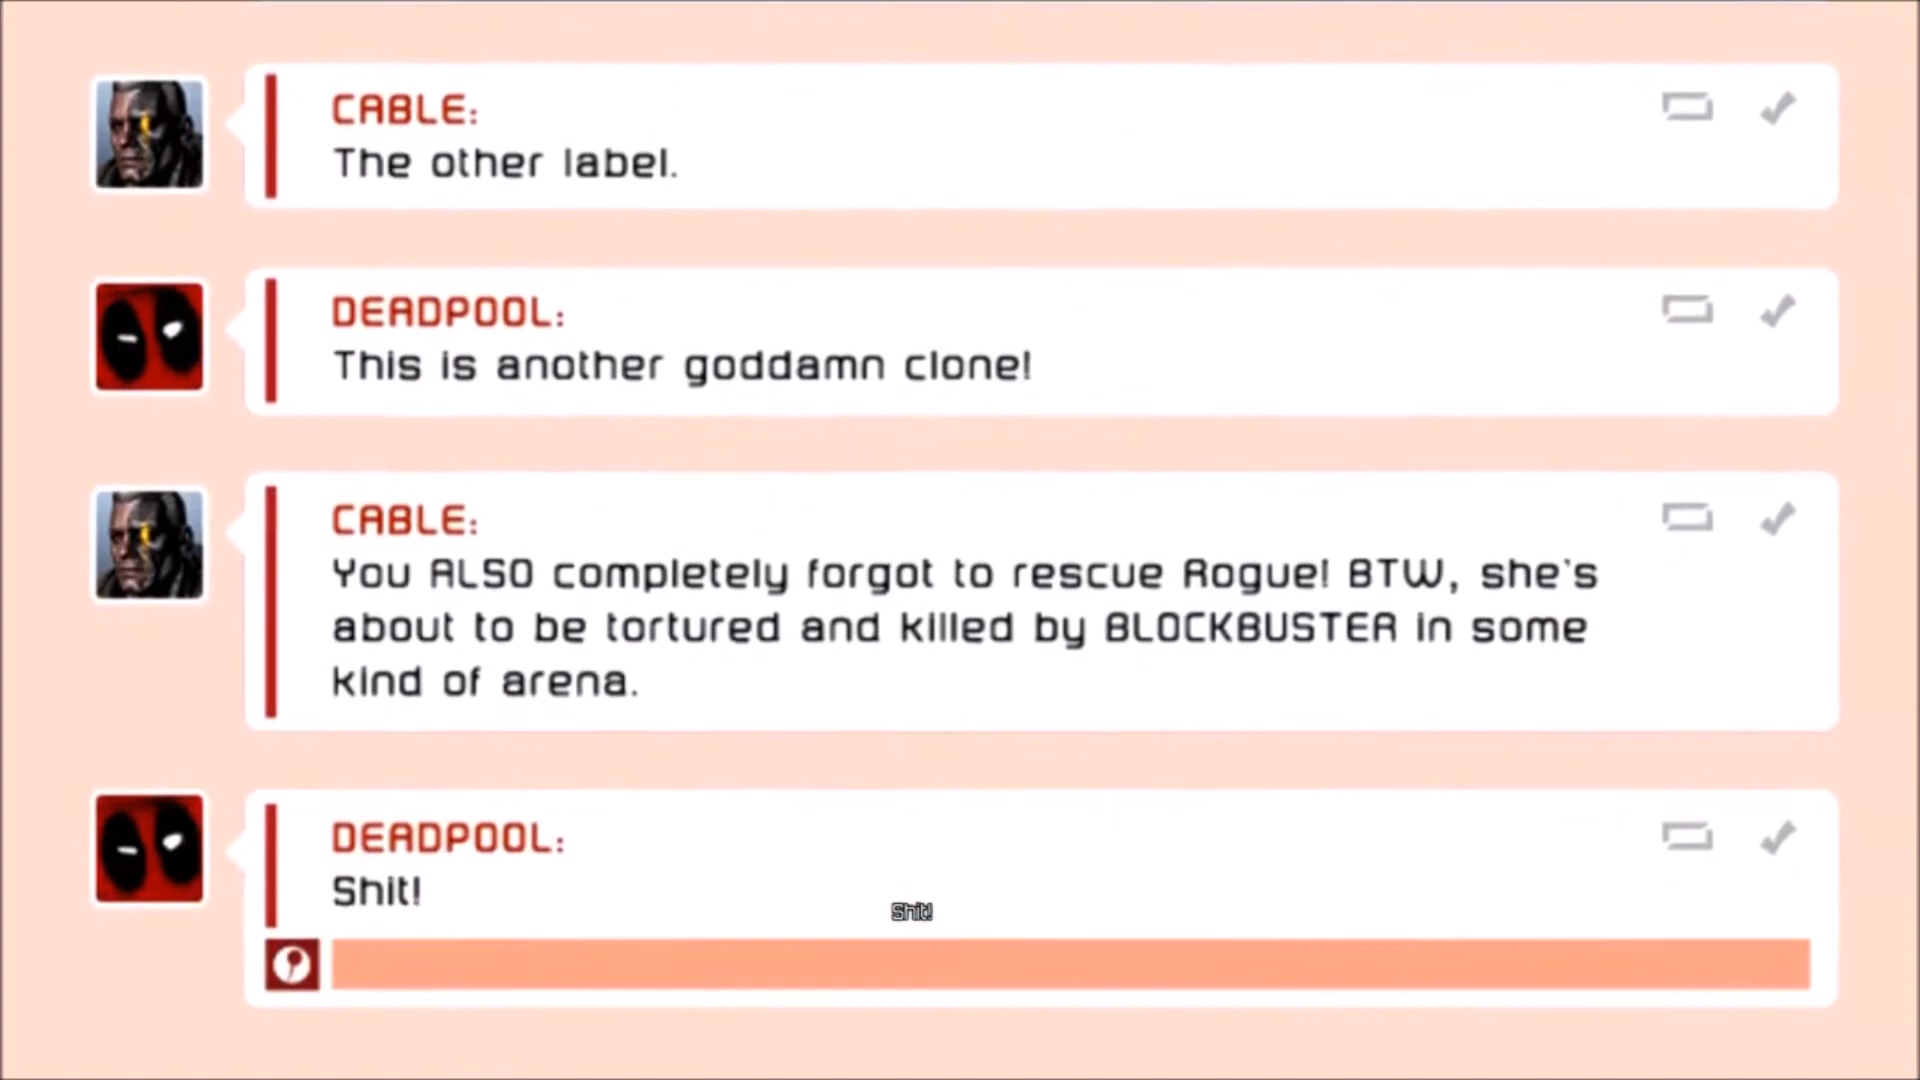 CABLE:
The other label.
DEADPOOL:
This is another goddamn clone!
CABLE:
You ALSO completely forgot to rescue Rogue! BTW, she's
about to be tortured and killed by BLOCKBUSTER in some
kind of arena.
DEADPOOL:
Shit!
Shit!